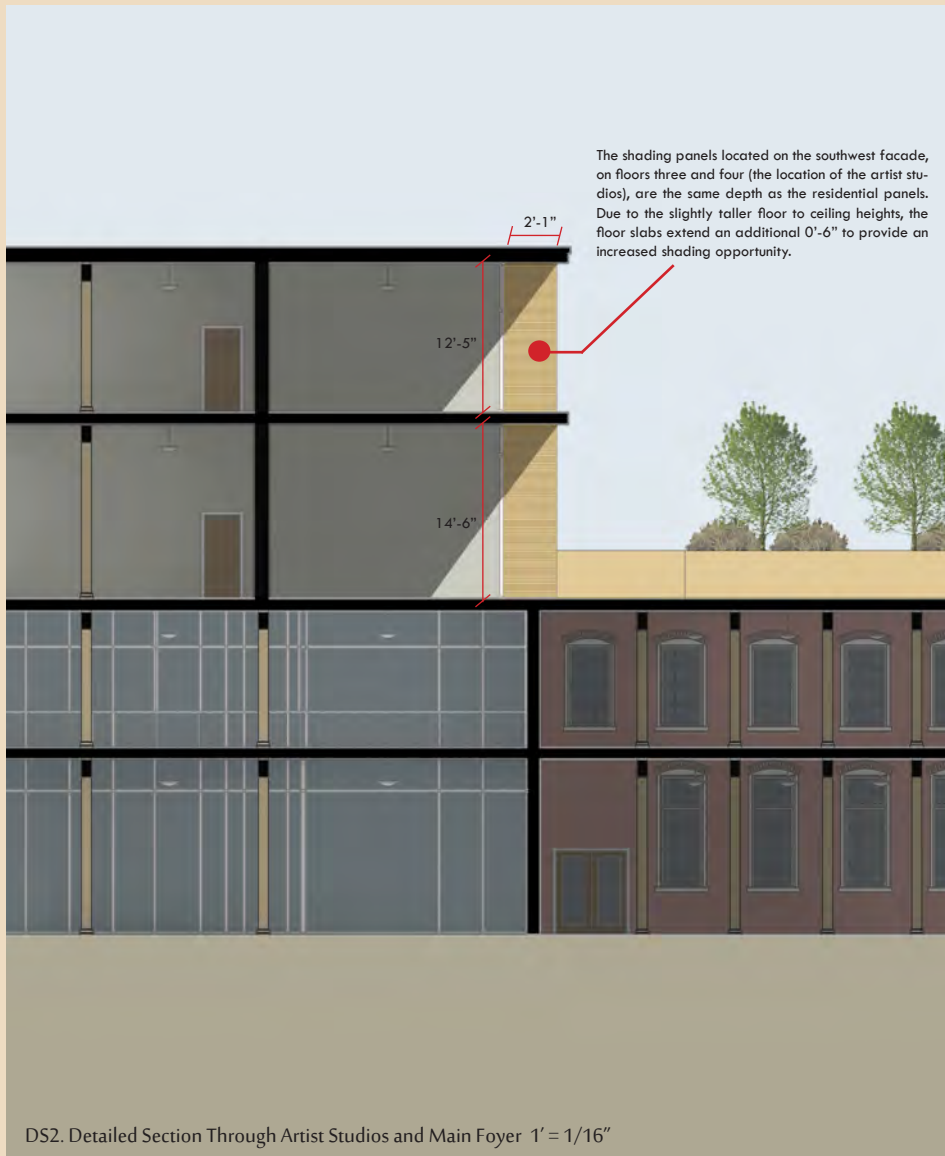 The shading panels located on the southwest facade,
on floors three and four (the location of the artist stu-
dios), are the same depth as the residential panels.
Due to the slightly taller floor to ceiling heights, the
floor slabs extend an additional 0'-6" to provide an
increased shading opportunity.
2'-1"
12'-5"
14'-6"
DS2. Detailed Section Through Artist Studios and Main Foyer 1' = 1/16"